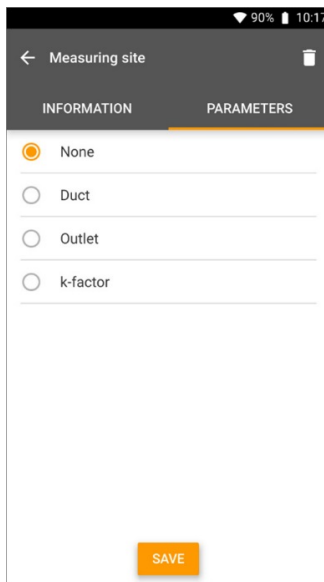 90% 10:17
Measuring site
INFORMATION PARAMETERS
None
Duct
Outlet
k-factor
SAVE